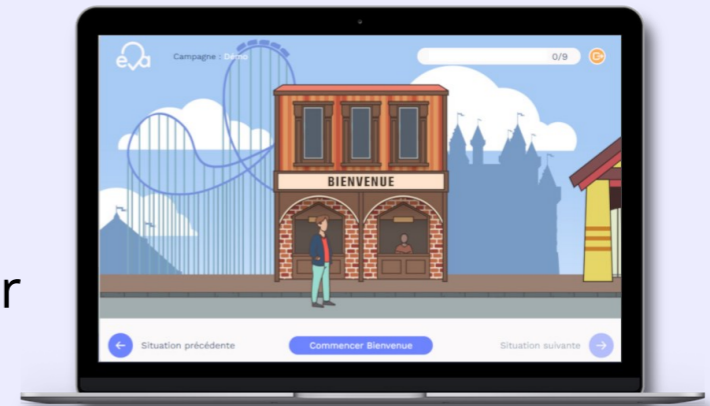 eva
Campagne : Démo
0/9
BIENVENUE
r
Situation précédente
Commencer Bienvenue
Situation suivante